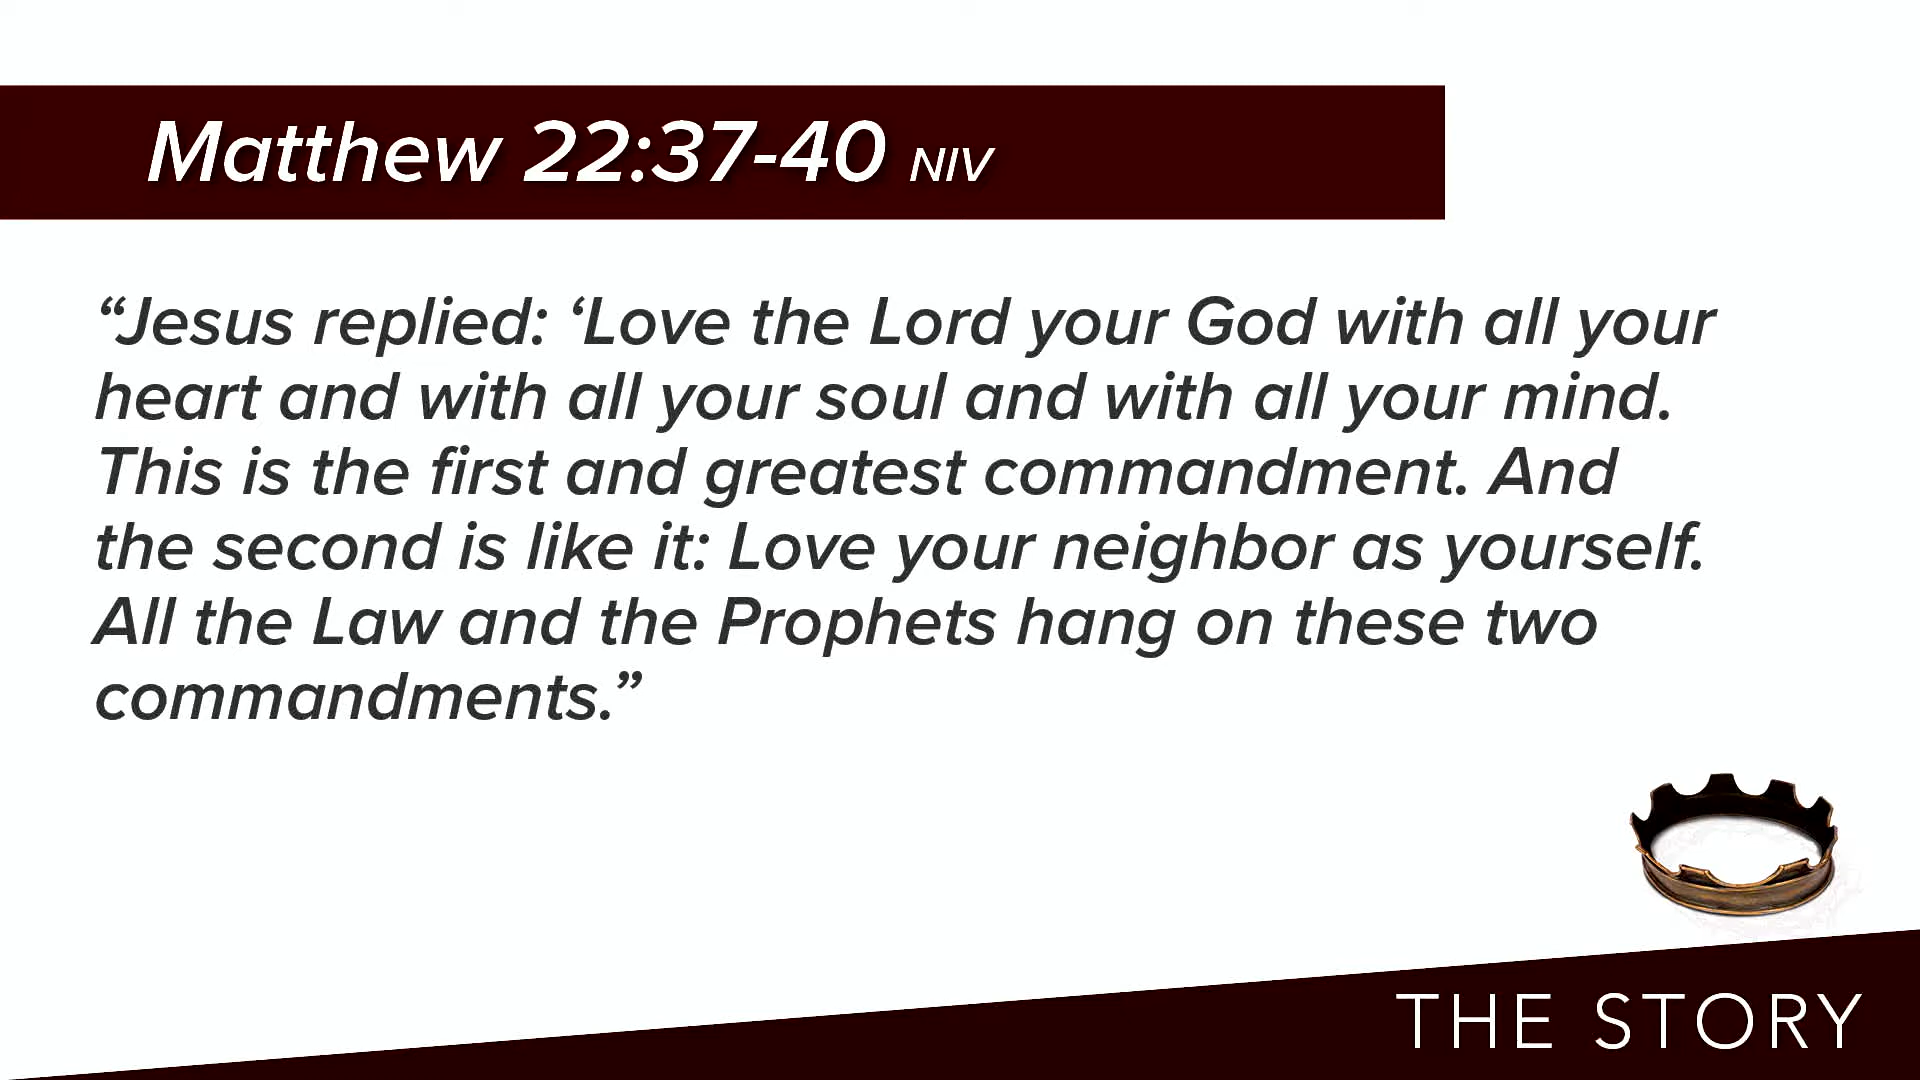 Matthew 22:37-40 NIV
“Jesus replied: ‘Love the Lord your God with all your
heart and with all your soul and with all your mind.
This is the first and greatest commandment. And
the second is like it: Love your neighbor as yourself.
All the Law and the Prophets hang on these two
commandments.”
THE STORY